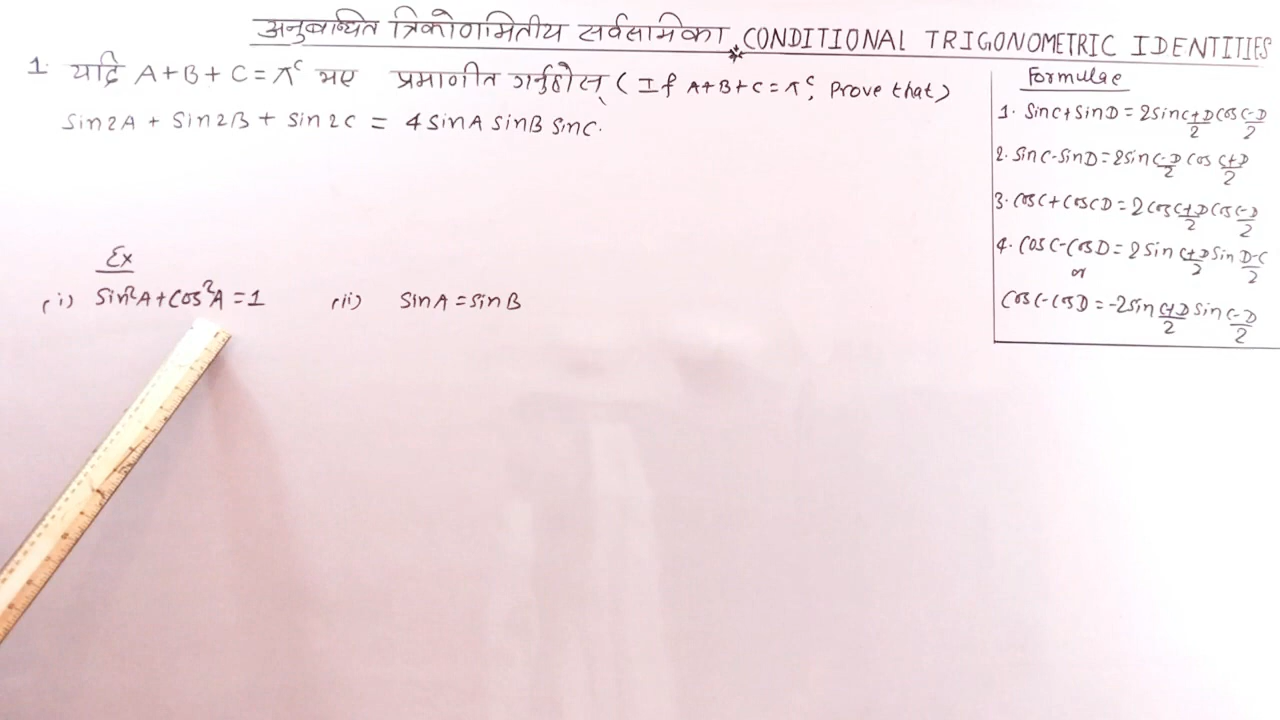 अनुबन्धित त्रिकोणमितीय सर्वसमिका CONDITIONAL TRIGONOMETRIC IDENTITIES
1. यदि A+B+C=πᶜ भए प्रमाणीत गर्नुहोस् (If A+B+C=πᶜ, Prove that)
Sin2A + Sin2B + Sin2C = 4 SinA SinB SinC.
Formulae
1. SinC+SinD=2Sin(C+D)/2 Cos(C-D)/2
2. SinC-SinD=2Sin(C-D)/2 Cos(C+D)/2
3. CosC+CosCD=2Cos(C+D)/2 Cos(C-D)/2
4. CosC-CosD=2Sin(C+D)/2 Sin(D-C)/2
or
CosC-CosD=-2Sin(C+D)/2 Sin(C-D)/2
Ex
(i) Sin²A+Cos²A=1 (ii) SinA=SinB